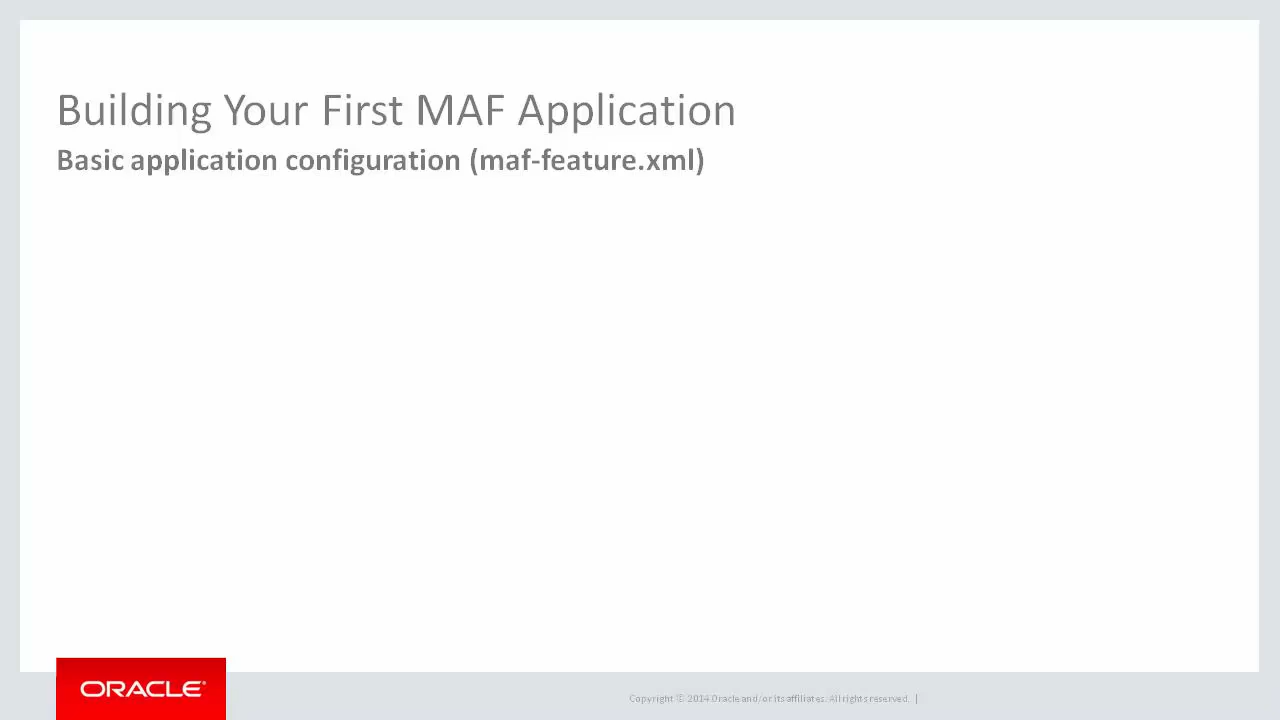 Building Your First MAF Application
Basic application configuration (maf-feature.xml)
ORACLE®
Copyright © 2014 Oracle and/or its affiliates. All rights reserved. |